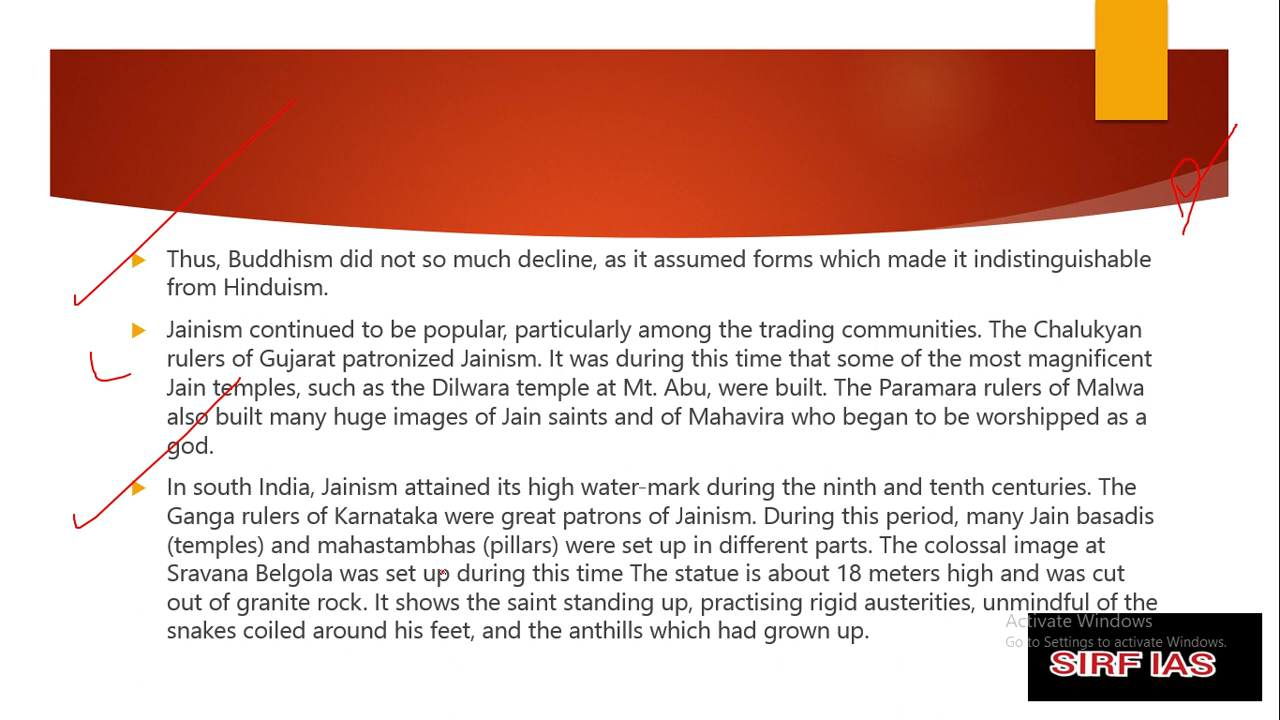 Thus, Buddhism did not so much decline, as it assumed forms which made it indistinguishable
from Hinduism.
Jainism continued to be popular, particularly among the trading communities. The Chalukyan
rulers of Gujarat patronized Jainism. It was during this time that some of the most magnificent
Jain temples, such as the Dilwara temple at Mt. Abu, were built. The Paramara rulers of Malwa
also built many huge images of Jain saints and of Mahavira who began to be worshipped as a
god.
In south India, Jainism attained its high water-mark during the ninth and tenth centuries. The
Ganga rulers of Karnataka were great patrons of Jainism. During this period, many Jain basadis
(temples) and mahastambhas (pillars) were set up in different parts. The colossal image at
Sravana Belgola was set up during this time The statue is about 18 meters high and was cut
out of granite rock. It shows the saint standing up, practising rigid austerities, unmindful of the
snakes coiled around his feet, and the anthills which had grown up.
Activate Windows
Go to Settings to activate Windows.
SIRF IAS